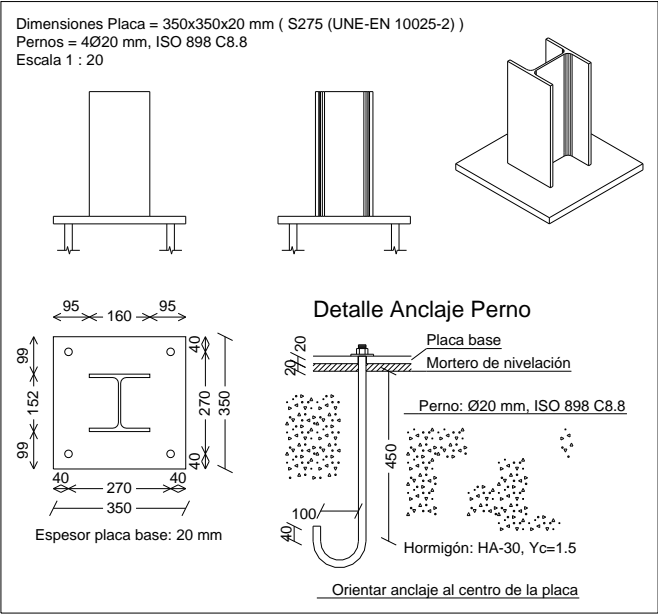 Dimensiones Placa = 350x350x20 mm ( S275 (UNE-EN 10025-2) )
Pernos = 4Ø20 mm, ISO 898 C8.8
Escala 1 : 20
95
160
95
99
152
99
40
270
40
350
40
270
40
350
Espesor placa base: 20 mm
Detalle Anclaje Perno
20
20
Placa base
Mortero de nivelación
Perno: Ø20 mm, ISO 898 C8.8
450
100
40
Hormigón: HA-30, Yc=1.5
Orientar anclaje al centro de la placa